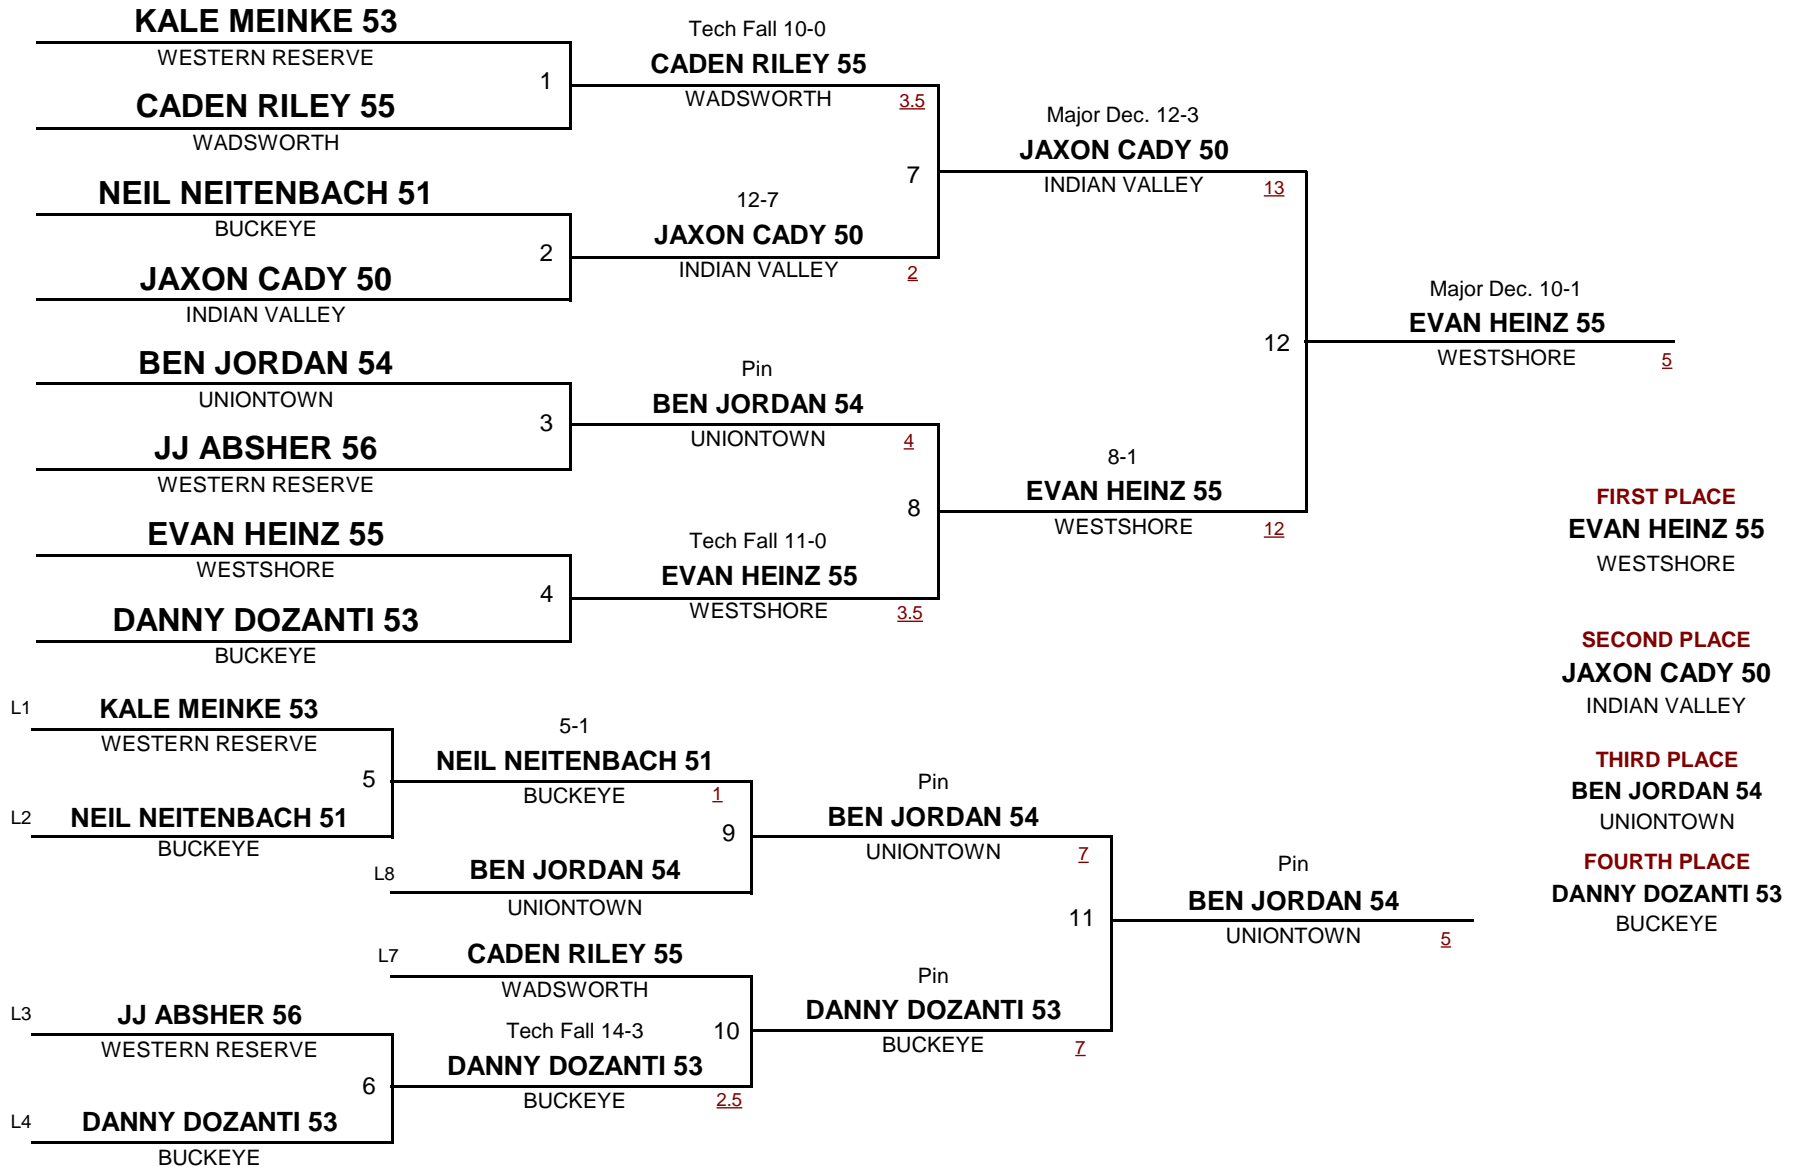 KALE MEINKE 53
WESTERN RESERVE
1
CADEN RILEY 55
WADSWORTH
NEIL NEITENBACH 51
BUCKEYE
2
JAXON CADY 50
INDIAN VALLEY
BEN JORDAN 54
UNIONTOWN
3
JJ ABSHER 56
WESTERN RESERVE
EVAN HEINZ 55
WESTSHORE
4
DANNY DOZANTI 53
BUCKEYE
Tech Fall 10-0
CADEN RILEY 55
WADSWORTH 3.5
7
12-7
JAXON CADY 50
INDIAN VALLEY 2
Pin
BEN JORDAN 54
UNIONTOWN 4
8
Tech Fall 11-0
EVAN HEINZ 55
WESTSHORE 3.5
Major Dec. 12-3
JAXON CADY 50
INDIAN VALLEY 13
12
8-1
EVAN HEINZ 55
WESTSHORE 12
Major Dec. 10-1
EVAN HEINZ 55
WESTSHORE 5
FIRST PLACE
EVAN HEINZ 55
WESTSHORE
SECOND PLACE
JAXON CADY 50
INDIAN VALLEY
THIRD PLACE
BEN JORDAN 54
UNIONTOWN
FOURTH PLACE
DANNY DOZANTI 53
BUCKEYE
L1 KALE MEINKE 53
WESTERN RESERVE
5
L2 NEIL NEITENBACH 51
BUCKEYE
L3 JJ ABSHER 56
WESTERN RESERVE
6
L4 DANNY DOZANTI 53
BUCKEYE
5-1
NEIL NEITENBACH 51
BUCKEYE 1
9
L8 BEN JORDAN 54
UNIONTOWN
L7 CADEN RILEY 55
WADSWORTH
Tech Fall 14-3 10
DANNY DOZANTI 53
BUCKEYE 2.5
Pin
BEN JORDAN 54
UNIONTOWN 7
11
Pin
DANNY DOZANTI 53
BUCKEYE 7
Pin
BEN JORDAN 54
UNIONTOWN 5